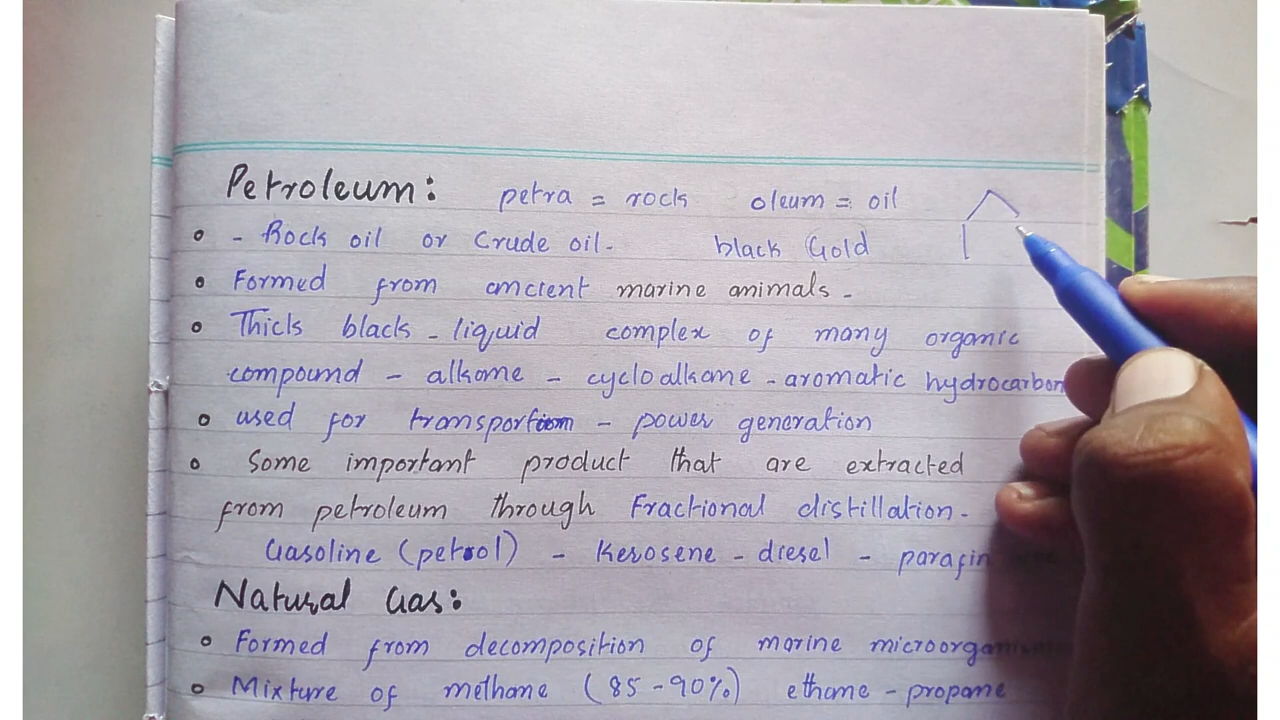 Petroleum: petra = rock oleum = oil
- Rock oil or Crude oil. black Gold
Formed from ancient marine animals.
Thick black - liquid complex of many organic
compound - alkane - cycloalkane - aromatic hydrocarbon
used for transportion - power generation
Some important product that are extracted
from petroleum through Fractional distillation.
Gasoline (petrol) - Kerosene - diesel - parafin
Natural Gas:
Formed from decomposition of marine
Mixture of methane (85-90%) ethane - propane